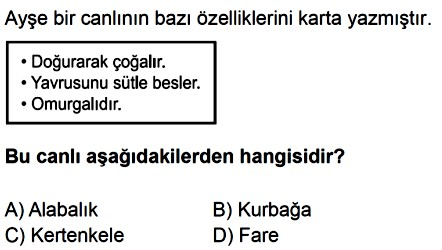 Ayşe bir canlının bazı özelliklerini karta yazmıştır.
• Doğurarak çoğalır.
• Yavrusunu sütle besler.
• Omurgalıdır.
Bu canlı aşağıdakilerden hangisidir?
A) Alabalık B) Kurbağa
C) Kertenkele D) Fare